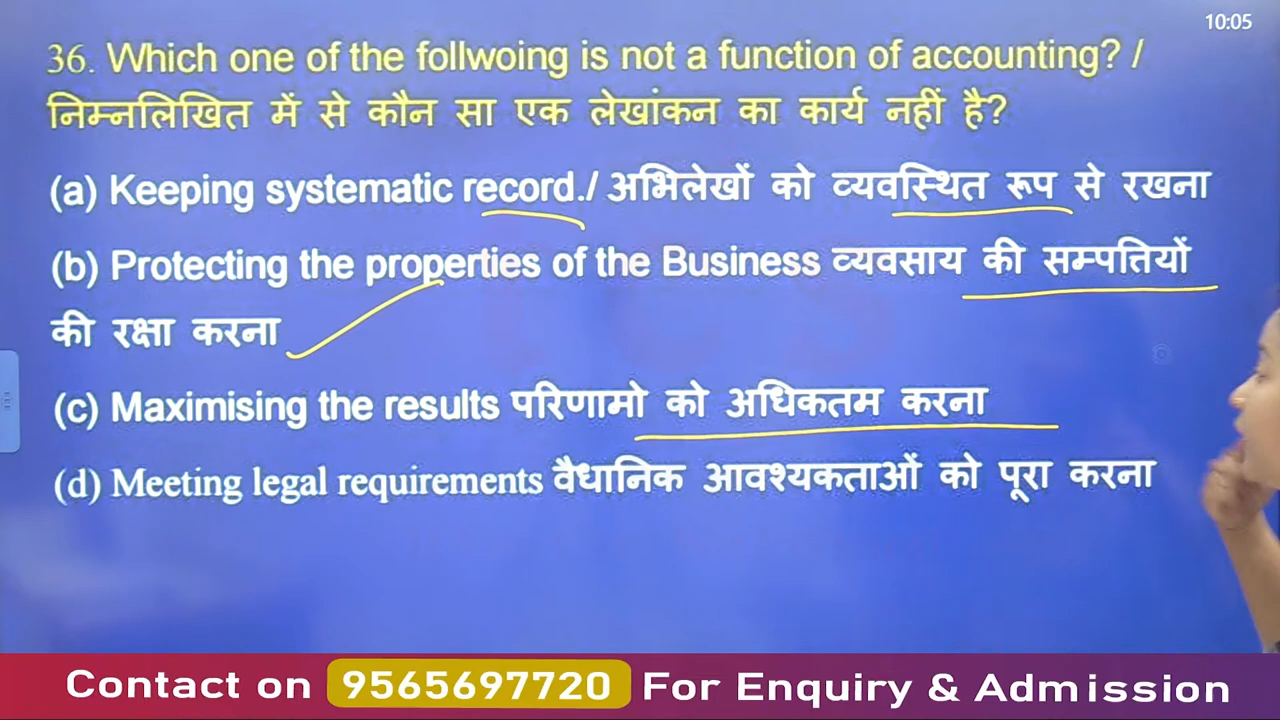 10:05
36. Which one of the follwoing is not a function of accounting? /
निम्नलिखित में से कौन सा एक लेखांकन का कार्य नहीं है?
(a) Keeping systematic record./ अभिलेखों को व्यवस्थित रूप से रखना
(b) Protecting the properties of the Business व्यवसाय की सम्पतियों
की रक्षा करना
(c) Maximising the results परिणामो को अधिकतम करना
(d) Meeting legal requirements वैधानिक आवश्यकताओं को पूरा करना
Contact on 9565697720 For Enquiry & Admission